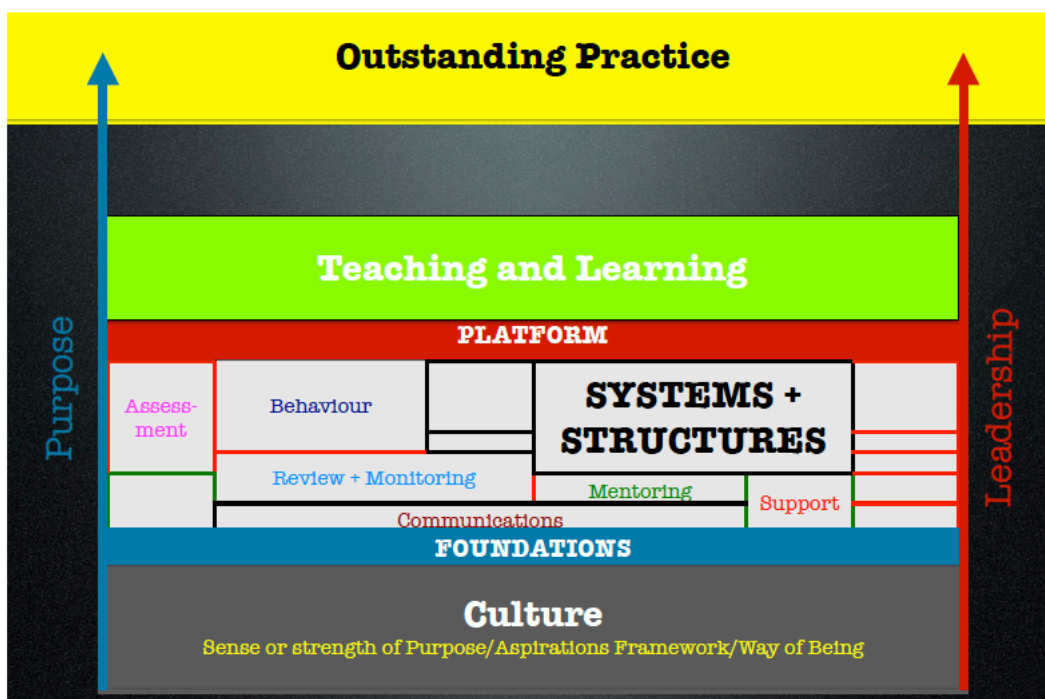 Outstanding Practice
Purpose
Leadership
Teaching and Learning
PLATFORM
Assess-
ment
Behaviour
SYSTEMS +
STRUCTURES
Review + Monitoring
Mentoring
Support
Communications
FOUNDATIONS
Culture
Sense or strength of Purpose/Aspirations Framework/Way of Being